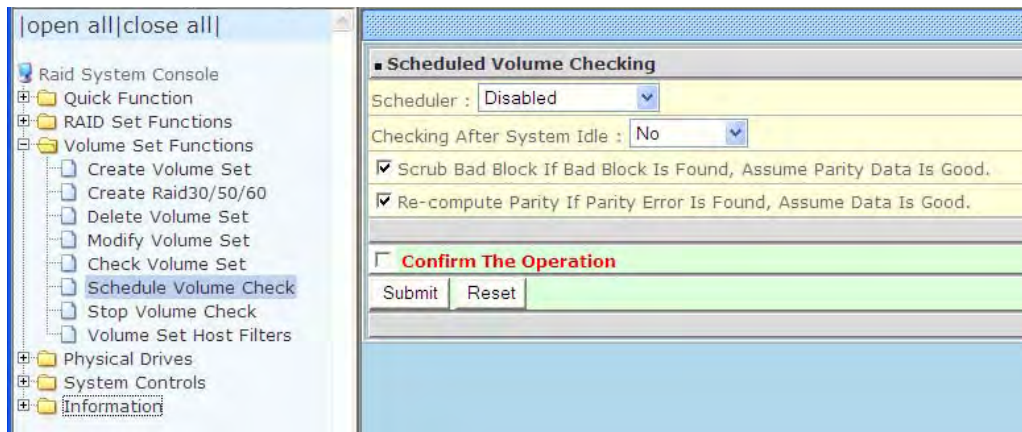 |open all|close all|
Raid System Console
Quick Function
RAID Set Functions
Volume Set Functions
Create Volume Set
Create Raid30/50/60
Delete Volume Set
Modify Volume Set
Check Volume Set
Schedule Volume Check
Stop Volume Check
Volume Set Host Filters
Physical Drives
System Controls
Information
Scheduled Volume Checking
Scheduler : Disabled
Checking After System Idle : No
Scrub Bad Block If Bad Block Is Found, Assume Parity Data Is Good.
Re-compute Parity If Parity Error Is Found, Assume Data Is Good.
Confirm The Operation
Submit Reset